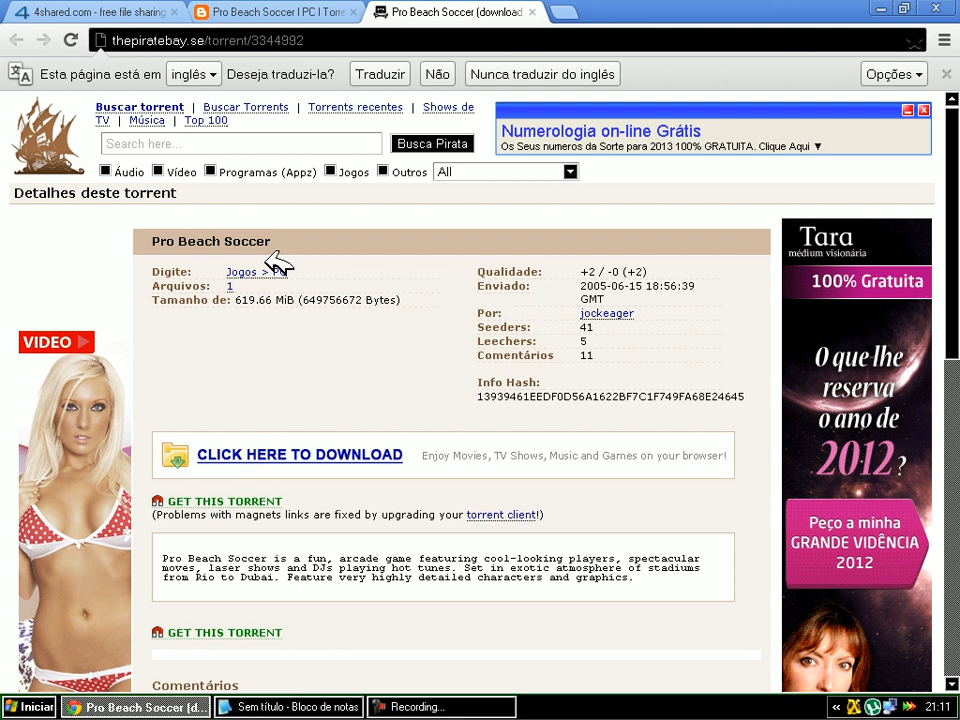 4shared.com - free file sharing
Pro Beach Soccer | PC | Torre
Pro Beach Soccer (download
thepiratebay.se/torrent/3344992
Esta página está em inglês Deseja traduzi-la? Traduzir Não Nunca traduzir do inglês Opções
Buscar torrent | Buscar Torrents | Torrents recentes | Shows de
TV | Música | Top 100
Search here...
Busca Pirata
Áudio Vídeo Programas (Appz) Jogos Outros All
Numerologia on-line Grátis
Os Seus numeros da Sorte para 2013 100% GRATUITA. Clique Aqui ▼
Detalhes deste torrent
Pro Beach Soccer
Digite: Jogos >
Arquivos: 1
Tamanho de: 619.66 MiB (649756672 Bytes)
Qualidade: +2 / -0 (+2)
Enviado: 2005-06-15 18:56:39
GMT
Por: jockeager
Seeders: 41
Leechers: 5
Comentários 11
Info Hash:
13939461EEDF0D56A1622BF7C1F749FA68E24645
CLICK HERE TO DOWNLOAD Enjoy Movies, TV Shows, Music and Games on your browser!
GET THIS TORRENT
(Problems with magnets links are fixed by upgrading your torrent client!)
Pro Beach Soccer is a fun, arcade game featuring cool-looking players, spectacular
moves, laser shows and DJs playing hot tunes. Set in exotic atmosphere of stadiums
from Rio to Dubai. Feature very highly detailed characters and graphics.
GET THIS TORRENT
Comentários
VIDEO
Tara
médium visionária
100% Gratuita
O que lhe
reserva
o ano de
2012?
Peço a minha
GRANDE VIDÊNCIA
2012
Iniciar
Pro Beach Soccer (d...
Sem título - Bloco de notas
Recording...
21:11